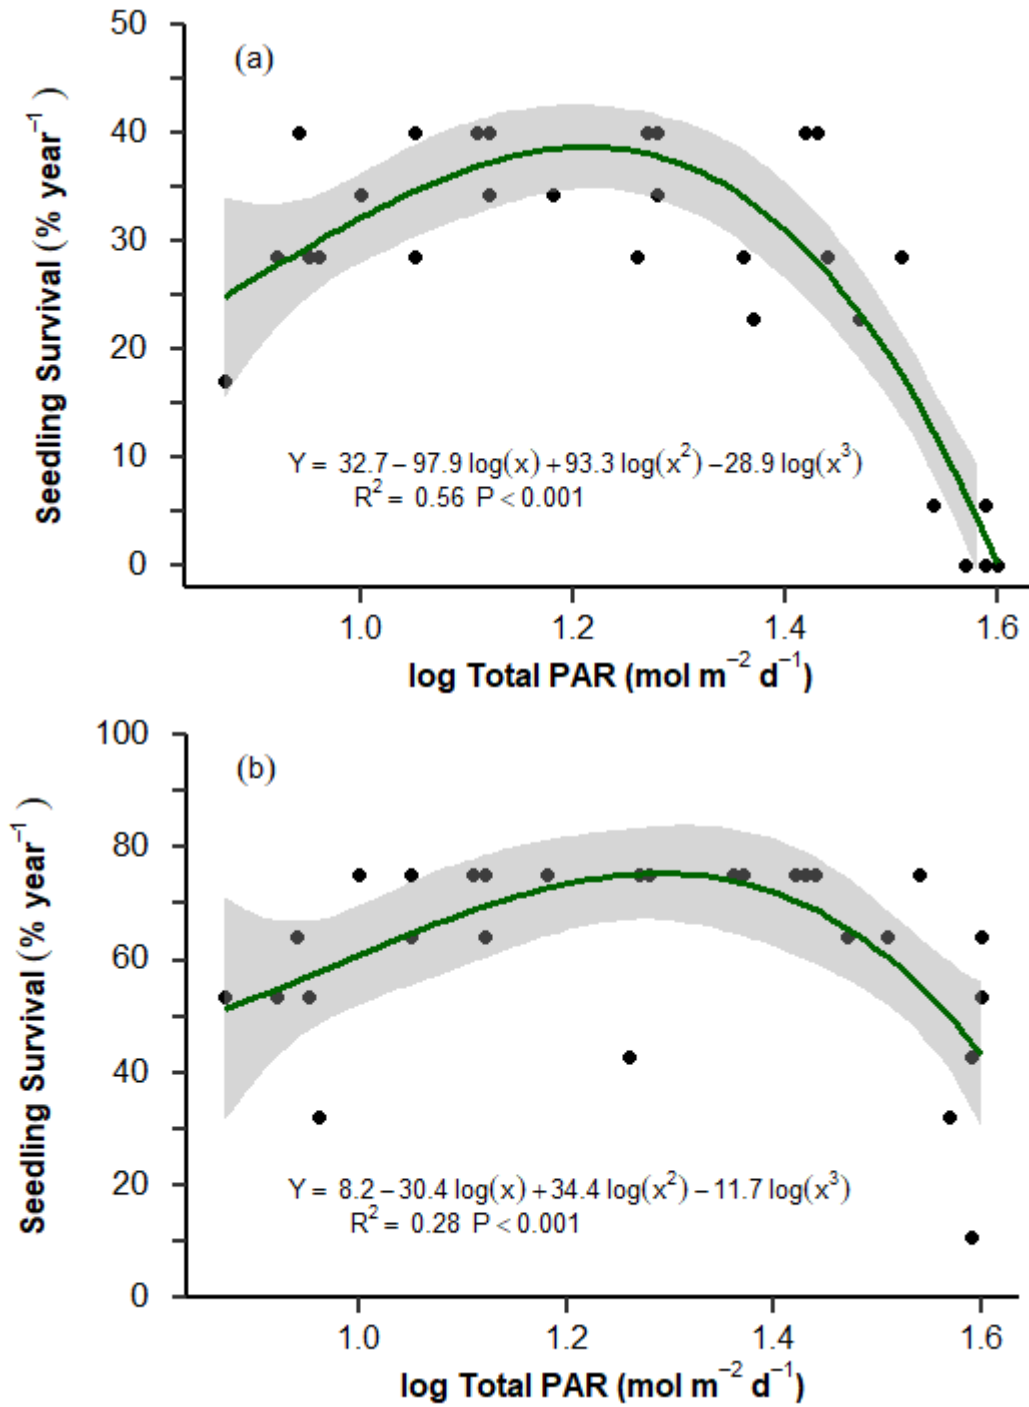 (a)
50
40
30
20
10
0
Seedling Survival (% year⁻¹)
Y = 32.7 − 97.9 log(x) + 93.3 log(x²) − 28.9 log(x³)
R² = 0.56 P < 0.001
1.0 1.2 1.4 1.6
log Total PAR (mol m⁻² d⁻¹)
(b)
100
80
60
40
20
0
Seedling Survival (% year⁻¹)
Y = 8.2 − 30.4 log(x) + 34.4 log(x²) − 11.7 log(x³)
R² = 0.28 P < 0.001
1.0 1.2 1.4 1.6
log Total PAR (mol m⁻² d⁻¹)